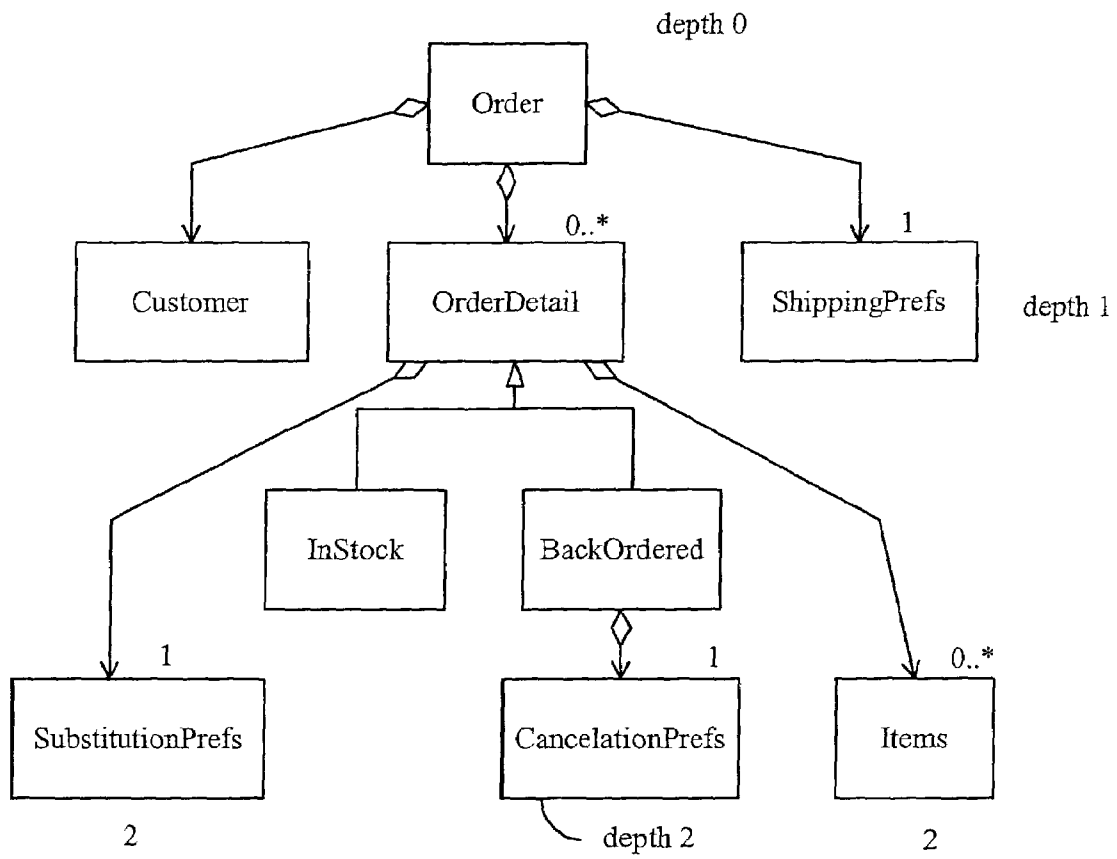 depth 0
Order
0..*
1
Customer
OrderDetail
ShippingPrefs
depth 1
InStock
BackOrdered
1
1
0..*
SubstitutionPrefs
CancelationPrefs
Items
2
depth 2
2